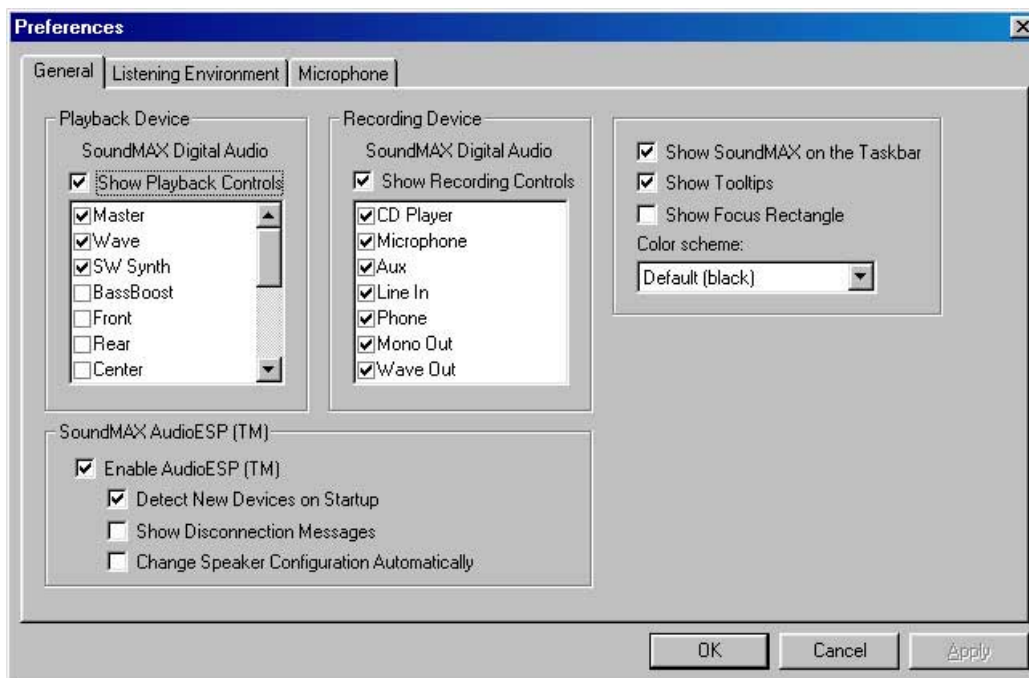 Preferences
General
Listening Environment
Microphone
Playback Device
SoundMAX Digital Audio
Show Playback Controls
Master
Wave
SW Synth
BassBoost
Front
Rear
Center
Recording Device
SoundMAX Digital Audio
Show Recording Controls
CD Player
Microphone
Aux
Line In
Phone
Mono Out
Wave Out
Show SoundMAX on the Taskbar
Show Tooltips
Show Focus Rectangle
Color scheme:
Default (black)
SoundMAX AudioESP (TM)
Enable AudioESP (TM)
Detect New Devices on Startup
Show Disconnection Messages
Change Speaker Configuration Automatically
OK
Cancel
Apply